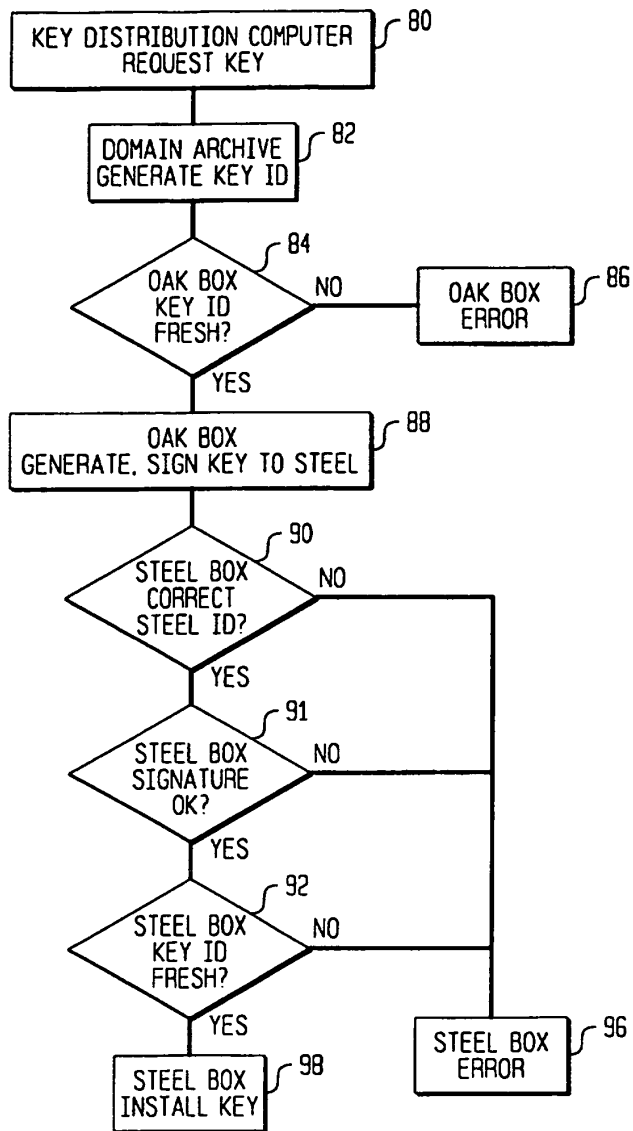 KEY DISTRIBUTION COMPUTER
REQUEST KEY
80
DOMAIN ARCHIVE
GENERATE KEY ID
82
OAK BOX
KEY ID
FRESH?
84
NO
OAK BOX
ERROR
86
YES
OAK BOX
GENERATE, SIGN KEY TO STEEL
88
STEEL BOX
CORRECT
STEEL ID?
90
NO
YES
STEEL BOX
SIGNATURE
OK?
91
NO
YES
STEEL BOX
KEY ID
FRESH?
92
NO
YES
STEEL BOX
INSTALL KEY
98
STEEL BOX
ERROR
96